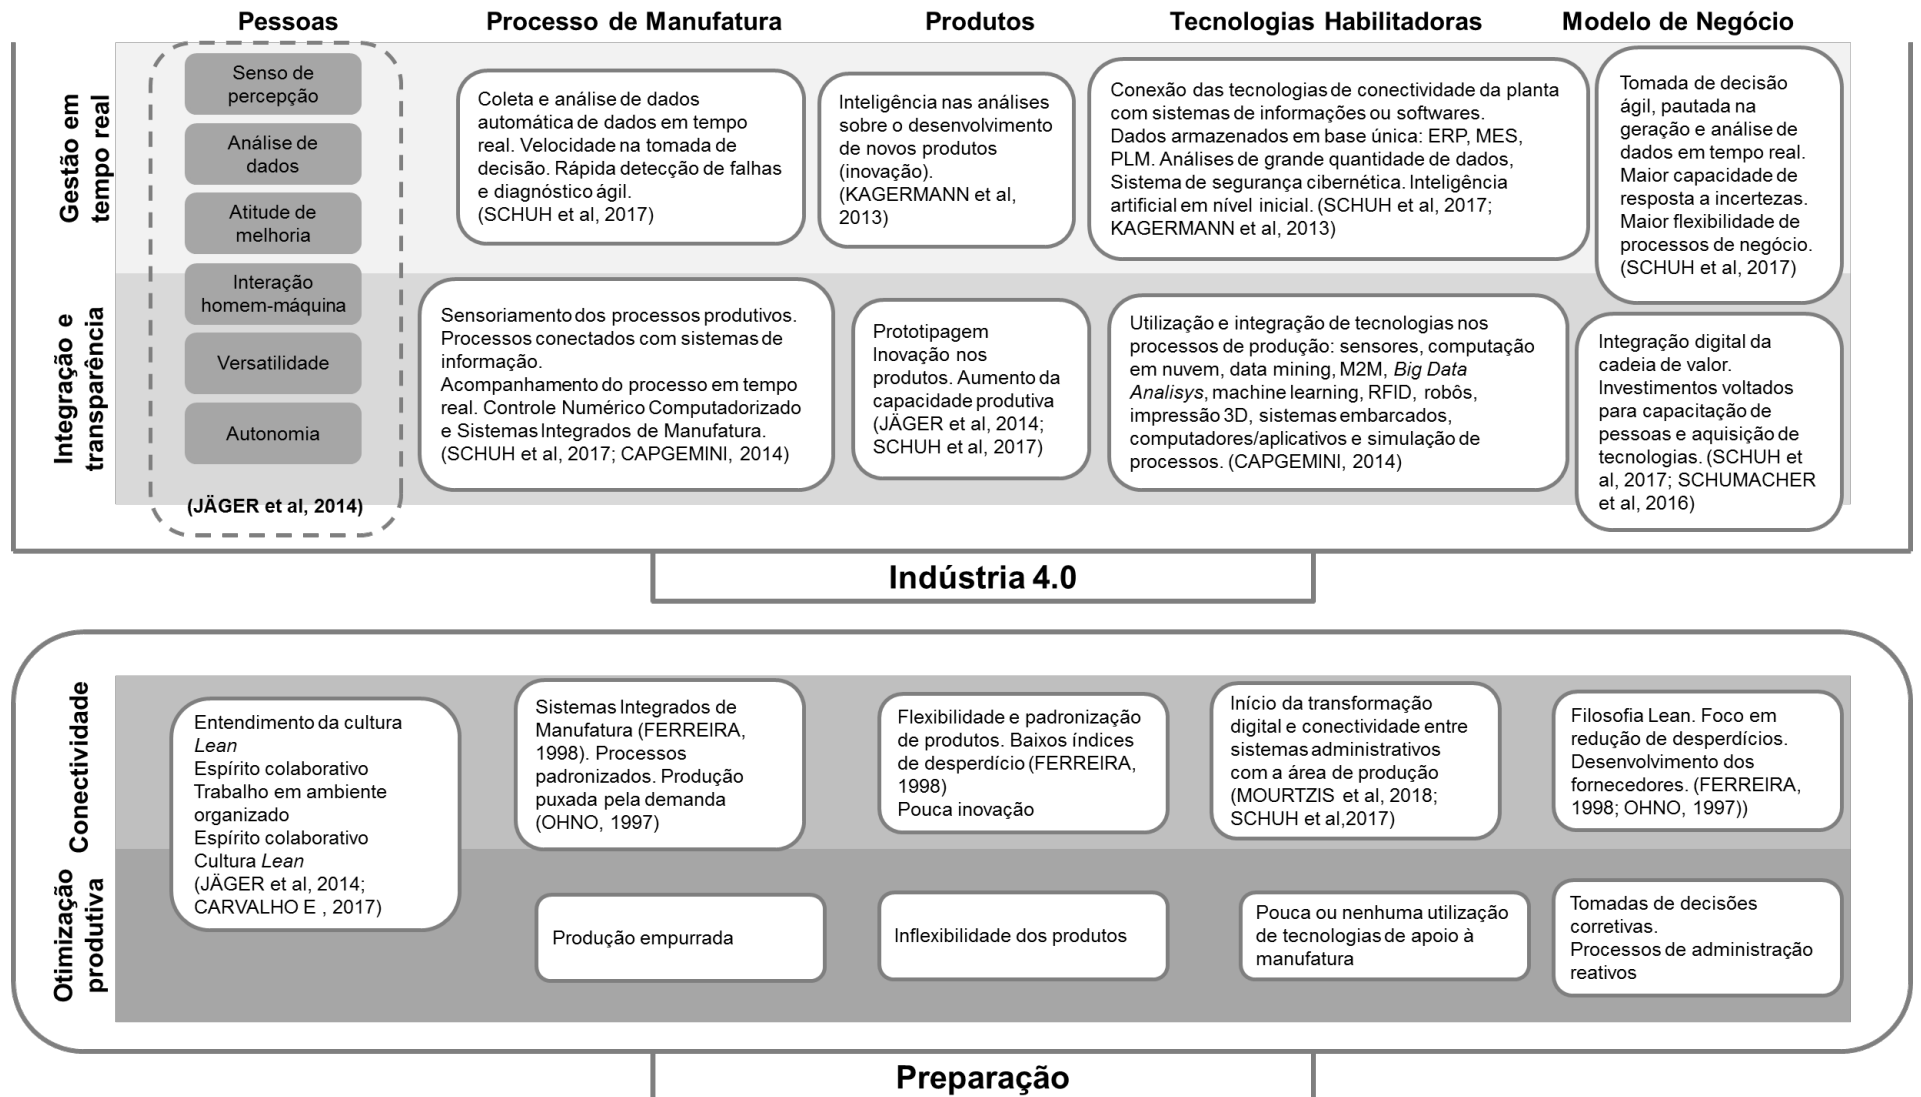 Pessoas
Processo de Manufatura
Produtos
Tecnologias Habilitadoras
Modelo de Negócio
Gestão em
tempo real
Senso de
percepção
Análise de
dados
Atitude de
melhoria
Interação
homem-máquina
Versatilidade
Autonomia
(JÄGER et al, 2014)
Coleta e análise de dados
automática de dados em tempo
real. Velocidade na tomada de
decisão. Rápida detecção de falhas
e diagnóstico ágil.
(SCHUH et al, 2017)
Inteligência nas análises
sobre o desenvolvimento
de novos produtos
(inovação).
(KAGERMANN et al,
2013)
Conexão das tecnologias de conectividade da planta
com sistemas de informações ou softwares.
Dados armazenados em base única: ERP, MES,
PLM. Análises de grande quantidade de dados,
Sistema de segurança cibernética. Inteligência
artificial em nível inicial. (SCHUH et al, 2017;
KAGERMANN et al, 2013)
Tomada de decisão
ágil, pautada na
geração e análise de
dados em tempo real.
Maior capacidade de
resposta a incertezas.
Maior flexibilidade de
processos de negócio.
(SCHUH et al, 2017)
Integração e
transparência
Sensoriamento dos processos produtivos.
Processos conectados com sistemas de
informação.
Acompanhamento do processo em tempo
real. Controle Numérico Computadorizado
e Sistemas Integrados de Manufatura.
(SCHUH et al, 2017; CAPGEMINI, 2014)
Prototipagem
Inovação nos
produtos. Aumento da
capacidade produtiva
(JÄGER et al, 2014;
SCHUH et al, 2017)
Utilização e integração de tecnologias nos
processos de produção: sensores, computação
em nuvem, data mining, M2M, Big Data
Analisys, machine learning, RFID, robôs,
impressão 3D, sistemas embarcados,
computadores/aplicativos e simulação de
processos. (CAPGEMINI, 2014)
Integração digital da
cadeia de valor.
Investimentos voltados
para capacitação de
pessoas e aquisição de
tecnologias. (SCHUH et
al, 2017; SCHUMACHER
et al, 2016)
Indústria 4.0
Conectividade
Entendimento da cultura
Lean
Espírito colaborativo
Trabalho em ambiente
organizado
Espírito colaborativo
Cultura Lean
(JÄGER et al, 2014;
CARVALHO E , 2017)
Sistemas Integrados de
Manufatura (FERREIRA,
1998). Processos
padronizados. Produção
puxada pela demanda
(OHNO, 1997)
Flexibilidade e padronização
de produtos. Baixos índices
de desperdício (FERREIRA,
1998)
Pouca inovação
Início da transformação
digital e conectividade entre
sistemas administrativos
com a área de produção
(MOURTZIS et al, 2018;
SCHUH et al,2017)
Filosofia Lean. Foco em
redução de desperdícios.
Desenvolvimento dos
fornecedores. (FERREIRA,
1998; OHNO, 1997))
Otimização
produtiva
Produção empurrada
Inflexibilidade dos produtos
Pouca ou nenhuma utilização
de tecnologias de apoio à
manufatura
Tomadas de decisões
corretivas.
Processos de administração
reativos
Preparação